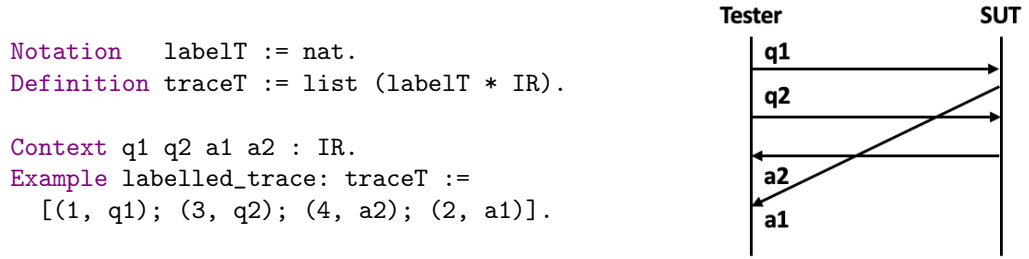 Notation   labelT := nat.
Definition traceT := list (labelT * IR).
Context q1 q2 a1 a2 : IR.
Example labelled_trace: traceT :=
  [(1, q1); (3, q2); (4, a2); (2, a1)].
Tester SUT
q1
q2
a2
a1